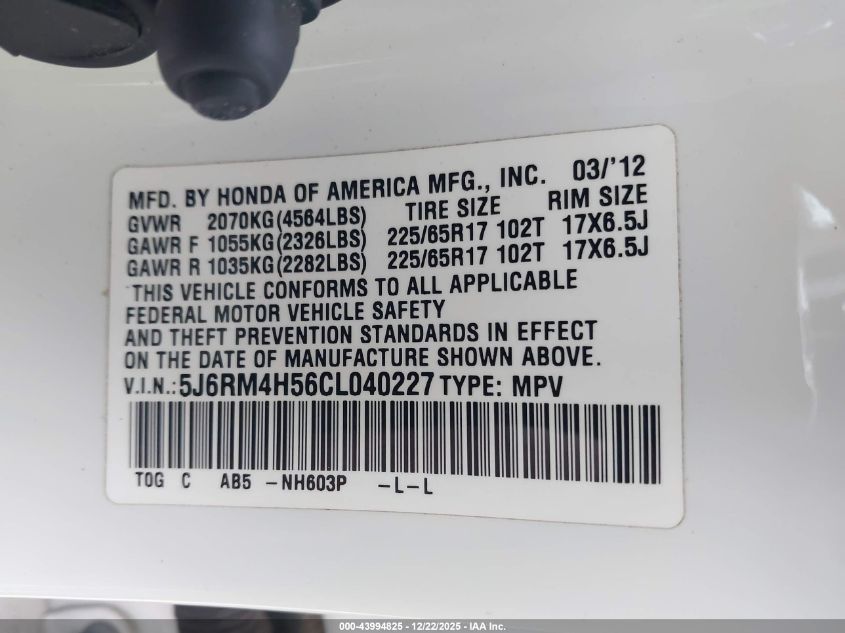 MFD. BY HONDA OF AMERICA MFG., INC. 03/'12
GVWR 2070KG(4564LBS) TIRE SIZE RIM SIZE
GAWR F 1055KG(2326LBS) 225/65R17 102T 17X6.5J
GAWR R 1035KG(2282LBS) 225/65R17 102T 17X6.5J
THIS VEHICLE CONFORMS TO ALL APPLICABLE
FEDERAL MOTOR VEHICLE SAFETY
AND THEFT PREVENTION STANDARDS IN EFFECT
ON THE DATE OF MANUFACTURE SHOWN ABOVE.
V.I.N.:5J6RM4H56CL040227 TYPE: MPV
T0G C AB5 -NH603P -L-L
000-43994825 - 12/22/2025 - IAA Inc.